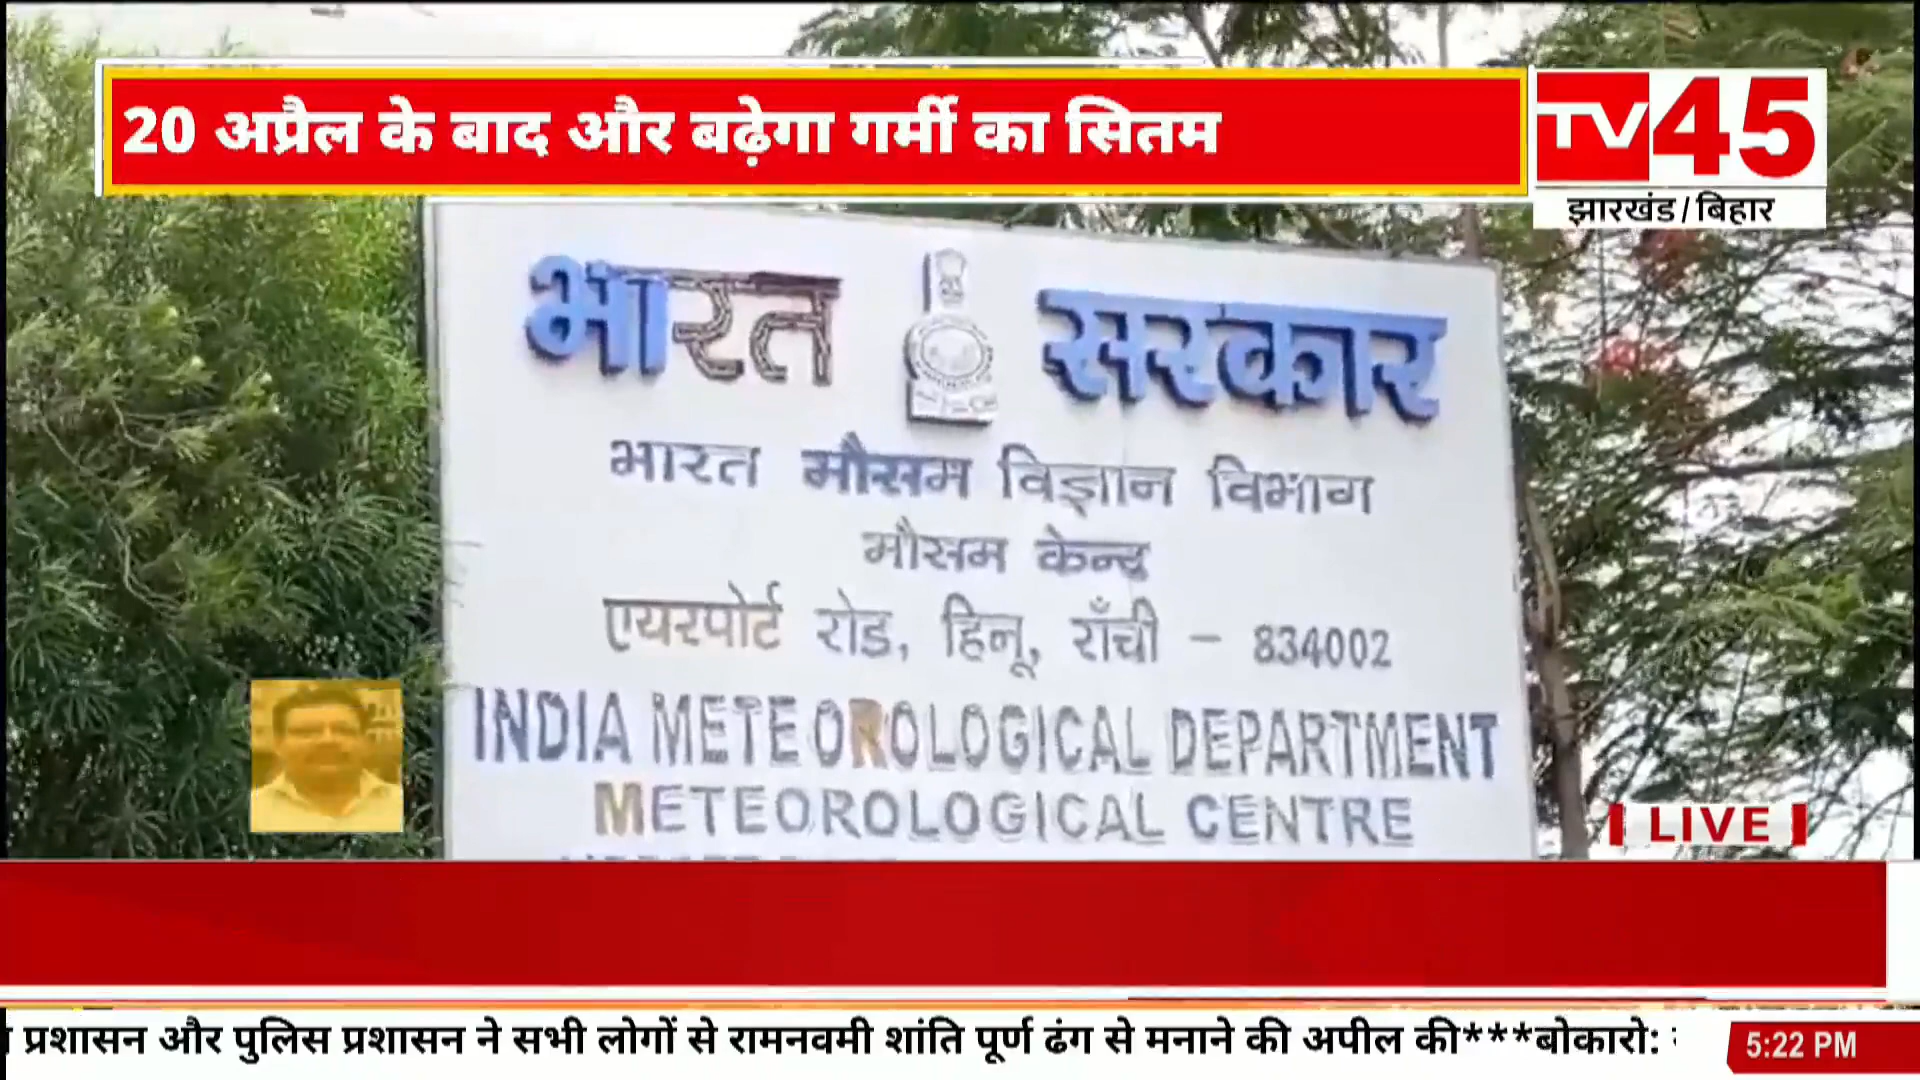 20 अप्रैल के बाद और बढ़ेगा गर्मी का सितम
TV45
झारखंड/बिहार
भारत सरकार
भारत मौसम विज्ञान विभाग
मौसम केन्द्र
एयरपोर्ट रोड, हिनू, राँची - 834002
INDIA METEOROLOGICAL DEPARTMENT
METEOROLOGICAL CENTRE
LIVE
प्रशासन और पुलिस प्रशासन ने सभी लोगों से रामनवमी शांति पूर्ण ढंग से मनाने की अपील की***बोकारो:
5:22 PM